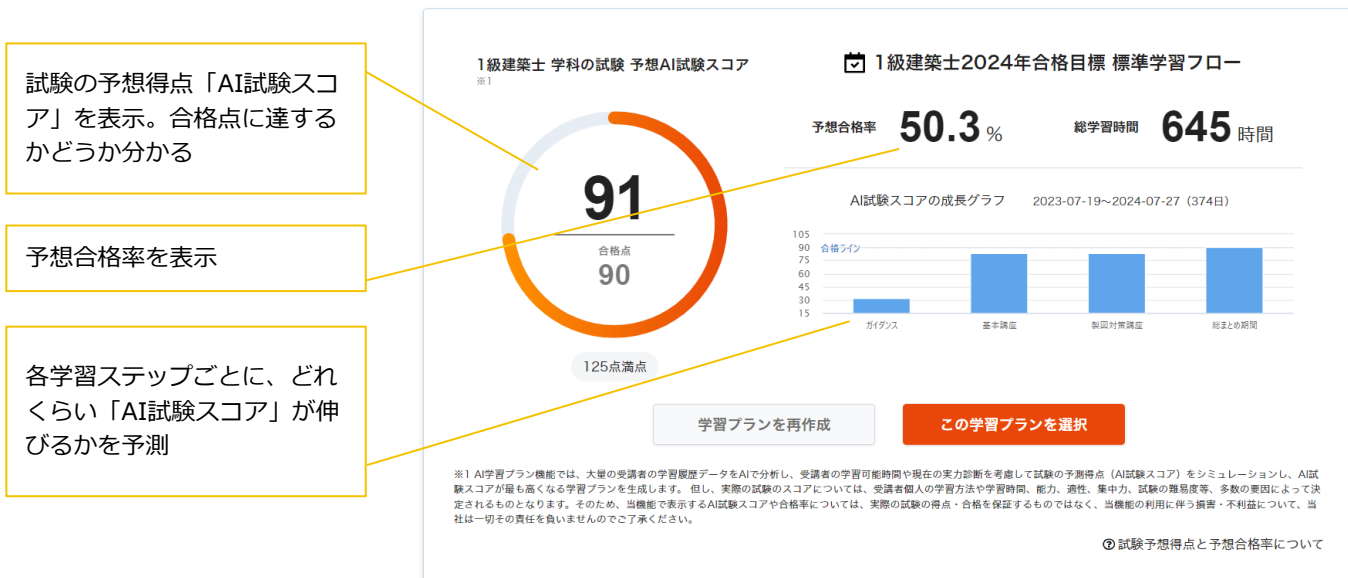 試験の予想得点「AI試験スコ
ア」を表示。合格点に達する
かどうか分かる
予想合格率を表示
各学習ステップごとに、どれ
くらい「AI試験スコア」が伸
びるかを予測
1級建築士 学科の試験 予想AI試験スコア
※1
91
合格点
90
125点満点
1級建築士2024年合格目標 標準学習フロー
予想合格率 50.3 %
総学習時間 645 時間
AI試験スコアの成長グラフ 2023-07-19~2024-07-27（374日）
105
90
合格ライン
75
60
45
30
15
ガイダンス
基本講座
製図対策講座
総まとめ期間
学習プランを再作成
この学習プランを選択
※1 AI学習プラン機能では、大量の受講者の学習履歴データをAIで分析し、受講者の学習可能時間や現在の実力診断を考慮して試験の予測得点（AI試験スコア）をシミュレーションし、AI試
験スコアが最も高くなる学習プランを生成します。 但し、実際の試験のスコアについては、受講者個人の学習方法や学習時間、能力、適性、集中力、試験の難易度等、多数の要因によって決
定されるものとなります。そのため、当機能で表示するAI試験スコアや合格率については、実際の試験の得点・合格を保証するものではなく、当機能の利用に伴う損害・不利益について、当
社は一切その責任を負いませんのでご了承ください。
?試験予想得点と予想合格率について